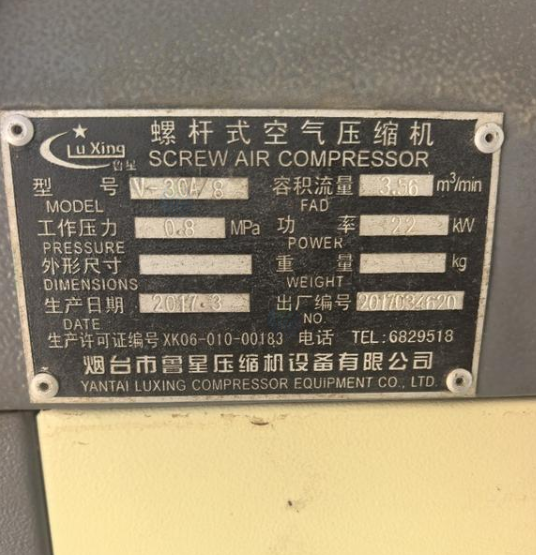 Lu Xing
鲁星
螺杆式空气压缩机
SCREW AIR COMPRESSOR
型 号 V-30A/8 容积流量 3.56 m³/min
MODEL FAD
工作压力 0.8 MPa 功 率 22 kW
PRESSURE POWER
外形尺寸 重 量 kg
DIMENSIONS WEIGHT
生产日期 2017.3 出厂编号 2017034620
DATE NO.
生产许可证编号 XK06-010-00183 电话 TEL:6829518
烟台市鲁星压缩机设备有限公司
YANTAI LUXING COMPRESSOR EQUIPMENT CO., LTD.